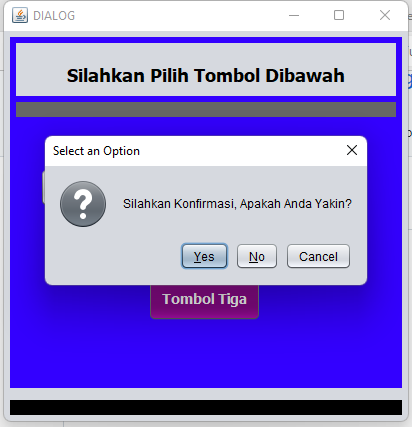 DIALOG
Silahkan Pilih Tombol Dibawah
Select an Option
Silahkan Konfirmasi, Apakah Anda Yakin?
Yes No Cancel
Tombol Tiga